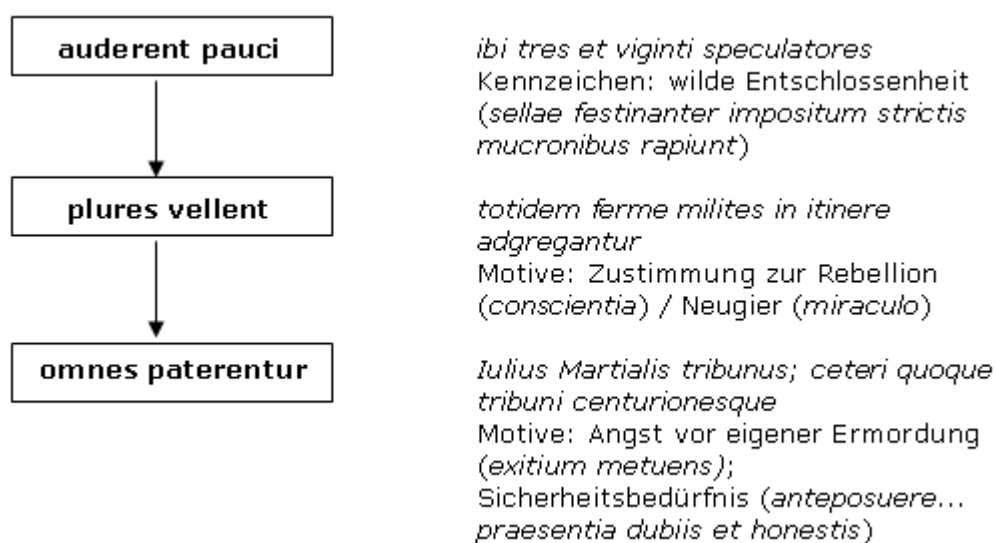 auderent pauci
ibi tres et viginti speculatores
Kennzeichen: wilde Entschlossenheit
(sellae festinanter impositum strictis
mucronibus rapiunt)
plures vellent
totidem ferme milites in itinere
adgregantur
Motive: Zustimmung zur Rebellion
(conscientia) / Neugier (miraculo)
omnes paterentur
Iulius Martialis tribunus; ceteri quoque
tribuni centurionesque
Motive: Angst vor eigener Ermordung
(exitium metuens);
Sicherheitsbedürfnis (anteposuere...
praesentia dubiis et honestis)